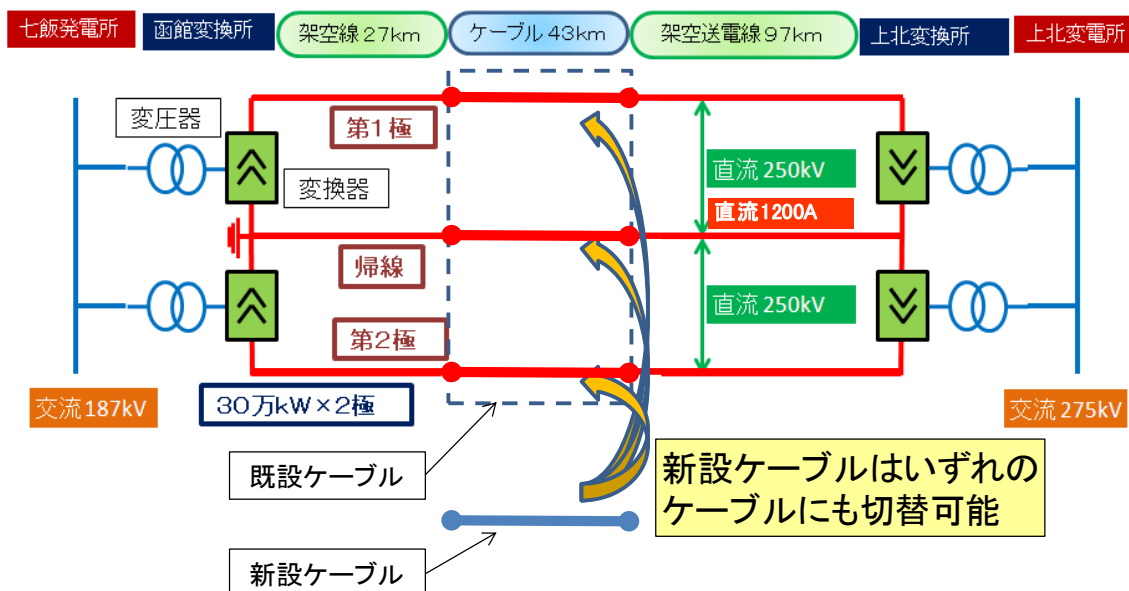 七飯発電所
函館変換所
架空線27km
ケーブル43km
架空送電線97km
上北変換所
上北変電所
変圧器
第1極
変換器
直流250kV
直流1200A
帰線
直流250kV
第2極
交流187kV
30万kW×2極
交流275kV
既設ケーブル
新設ケーブルはいずれの
ケーブルにも切替可能
新設ケーブル